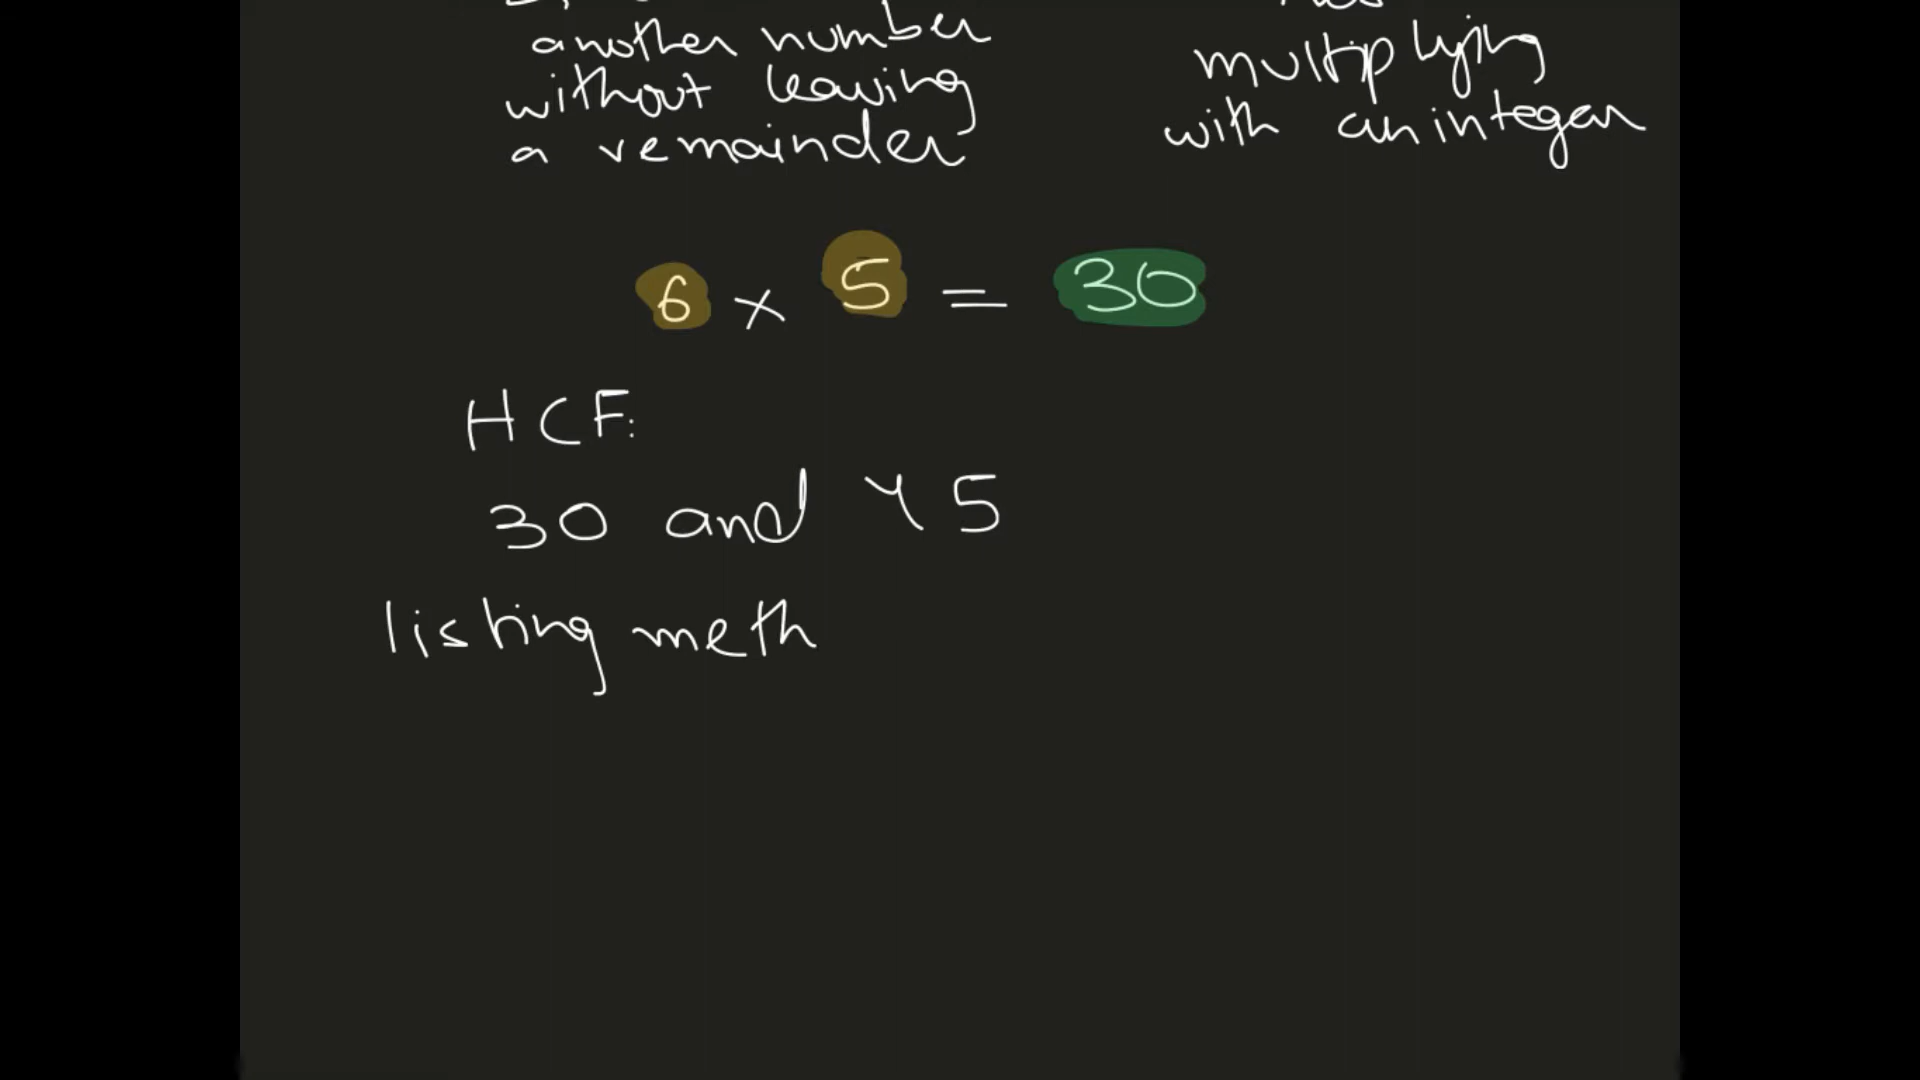 another number
without leaving
a remainder
multiplying
with an integer
6 × 5 = 30
HCF:
30 and 45
listing meth